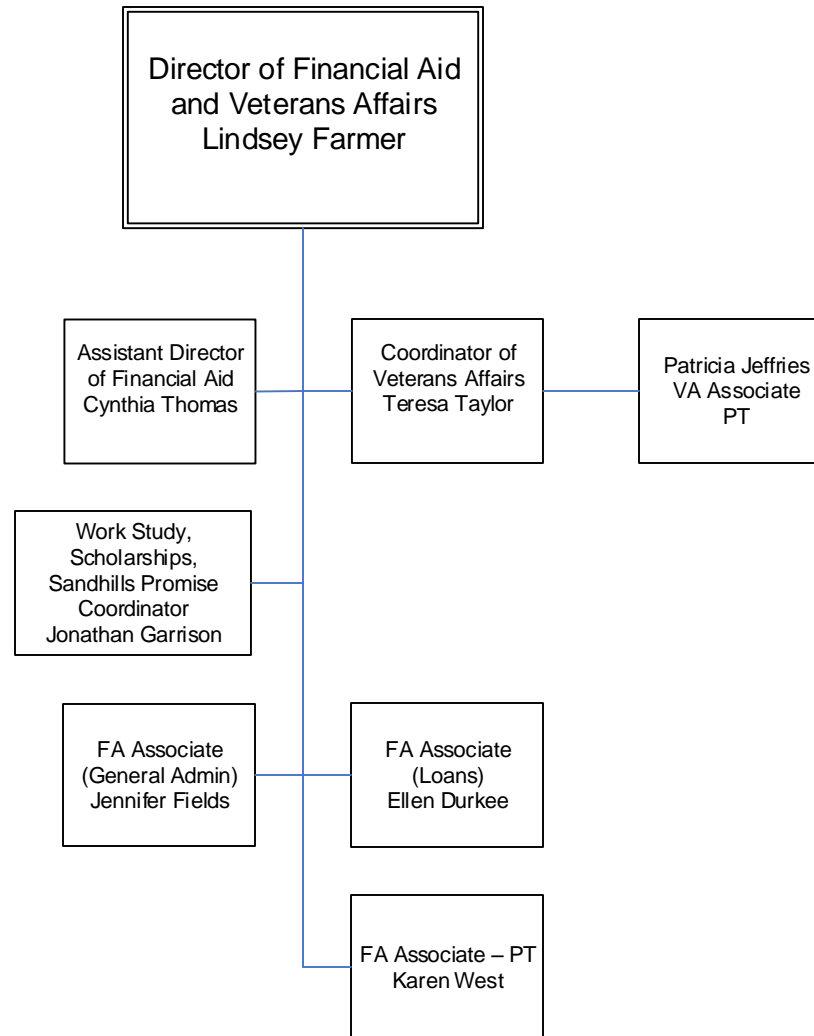 Director of Financial Aid
and Veterans Affairs
Lindsey Farmer
Assistant Director
of Financial Aid
Cynthia Thomas
Coordinator of
Veterans Affairs
Teresa Taylor
Patricia Jeffries
VA Associate
PT
Work Study,
Scholarships,
Sandhills Promise
Coordinator
Jonathan Garrison
FA Associate
(General Admin)
Jennifer Fields
FA Associate
(Loans)
Ellen Durkee
FA Associate – PT
Karen West